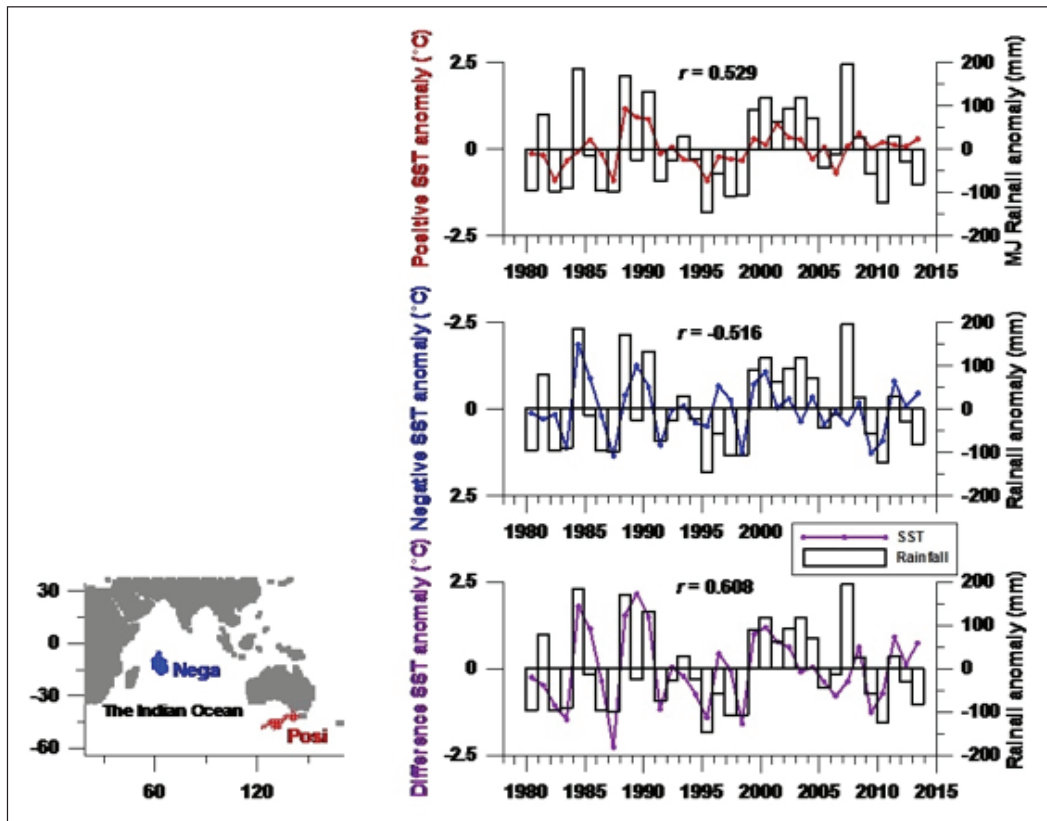 Positive SST anomaly (°C)
2.5
0
-2.5
r = 0.529
200
100
0
-100
-200
MJ Rainfall anomaly (mm)
1980 1985 1990 1995 2000 2005 2010 2015
Negative SST anomaly (°C)
-2.5
0
2.5
r = -0.516
200
100
0
-100
-200
Rainfall anomaly (mm)
1980 1985 1990 1995 2000
SST
Rainfall
Difference SST anomaly (°C)
2.5
0
-2.5
r = 0.608
200
100
0
-100
-200
Rainfall anomaly (mm)
1980 1985 1990 1995 2000 2005 2010 2015
30
0
-30
-60
Nega
The Indian Ocean
Posi
60 120